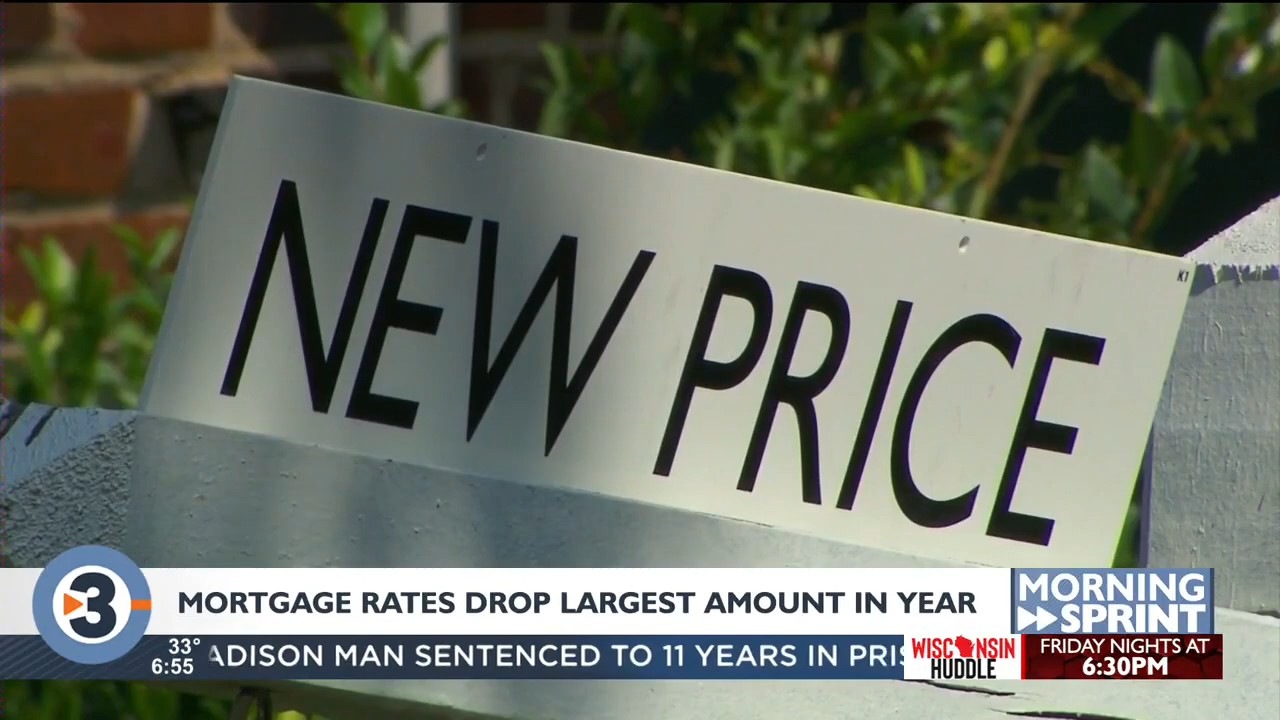 NEW PRICE
K1
3
MORTGAGE RATES DROP LARGEST AMOUNT IN YEAR
MORNING
SPRINT
33°
6:55
ADISON MAN SENTENCED TO 11 YEARS IN PRIS
WISCONSIN
HUDDLE
FRIDAY NIGHTS AT
6:30PM